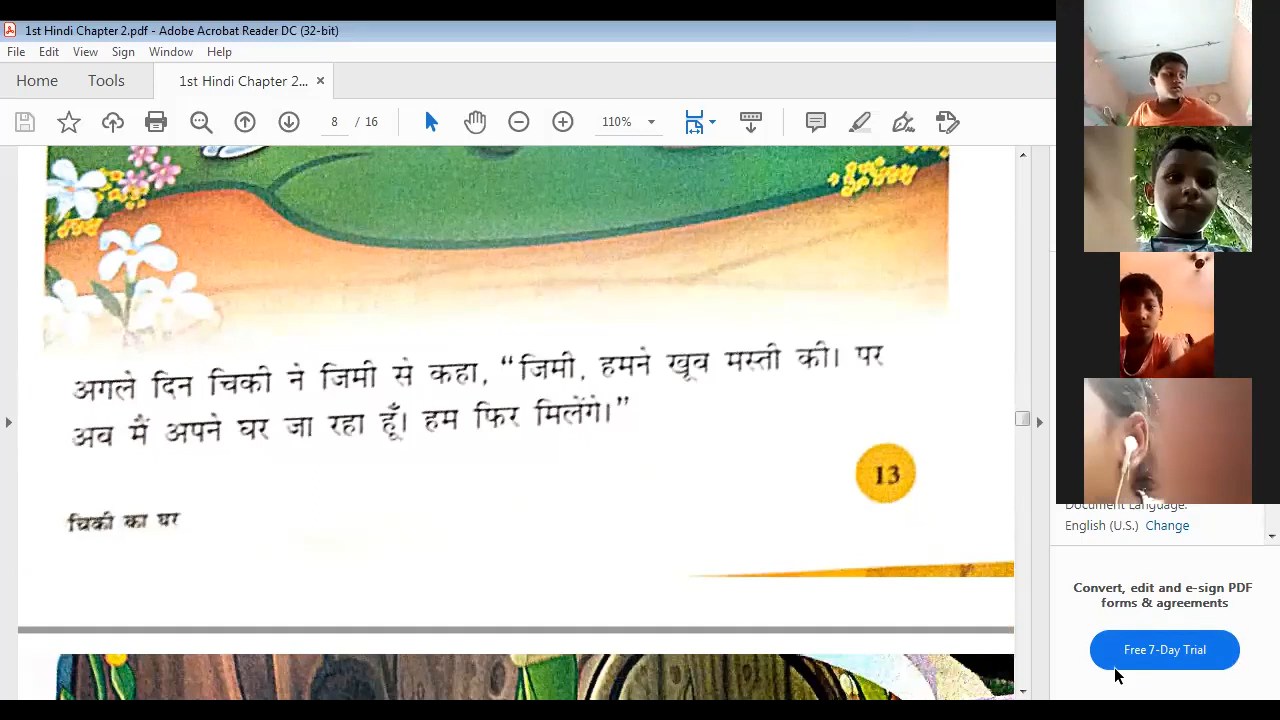 1st Hindi Chapter 2.pdf - Adobe Acrobat Reader DC (32-bit)
File Edit View Sign Window Help
Home Tools 1st Hindi Chapter 2... ×
8 / 16 110%
अगले दिन चिकी ने जिमी से कहा, “जिमी, हमने खूब मस्ती की। पर
अब मैं अपने घर जा रहा हूँ। हम फिर मिलेंगे।”
13
चिकी का घर
Document Language:
English (U.S.) Change
Convert, edit and e-sign PDF
forms & agreements
Free 7-Day Trial